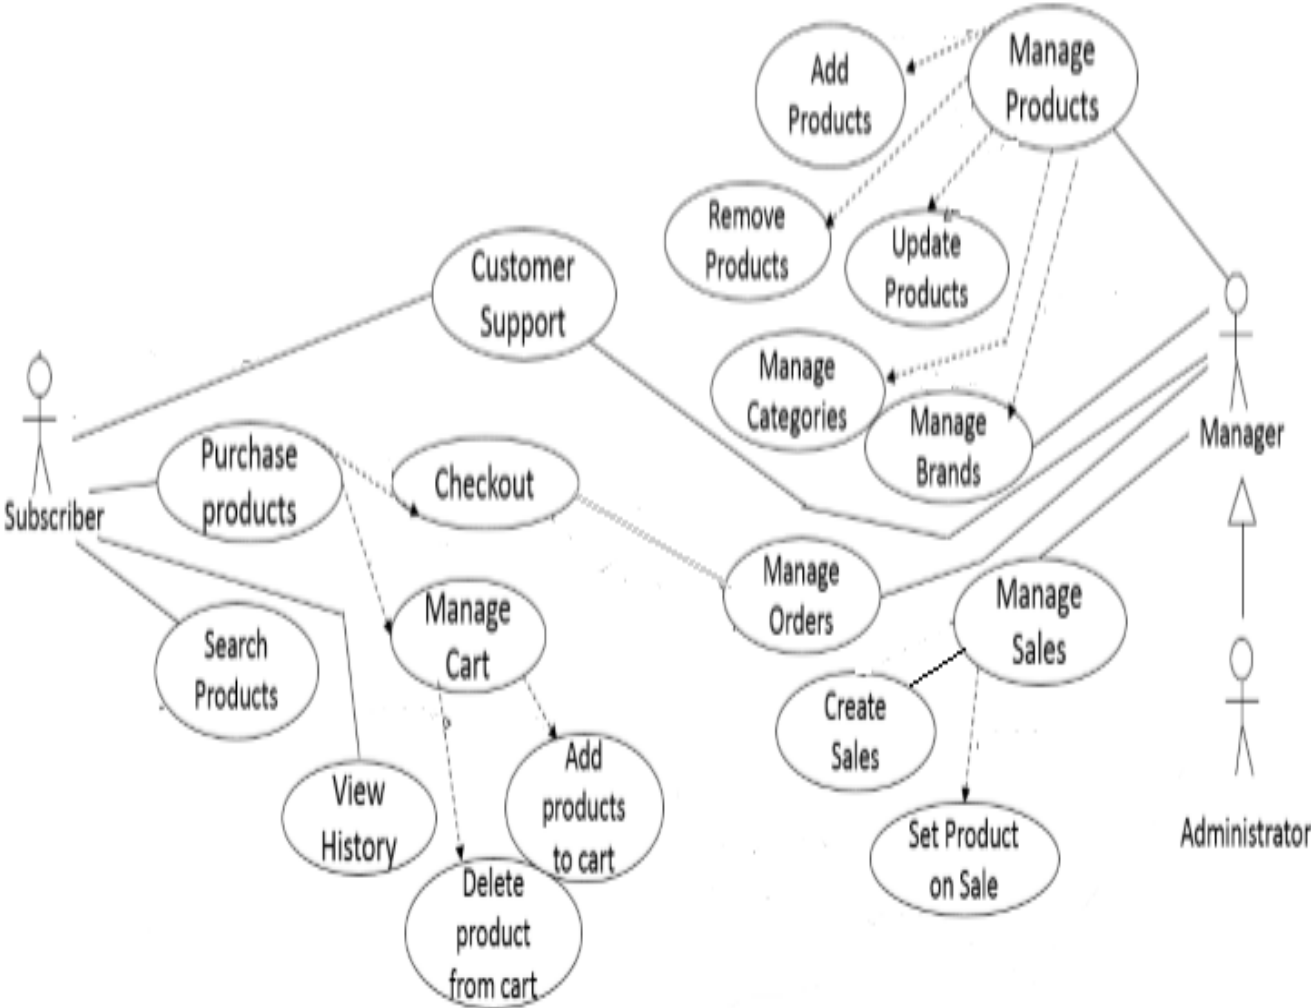 Manage
Products
Add
Products
Remove
Products
Update
Products
Customer
Support
Manage
Categories
Manage
Brands
Manager
Subscriber
Purchase
products
Checkout
Manage
Orders
Manage
Sales
Manage
Cart
Search
Products
Create
Sales
View
History
Add
products
to cart
Set Product
on Sale
Administrator
Delete
product
from cart